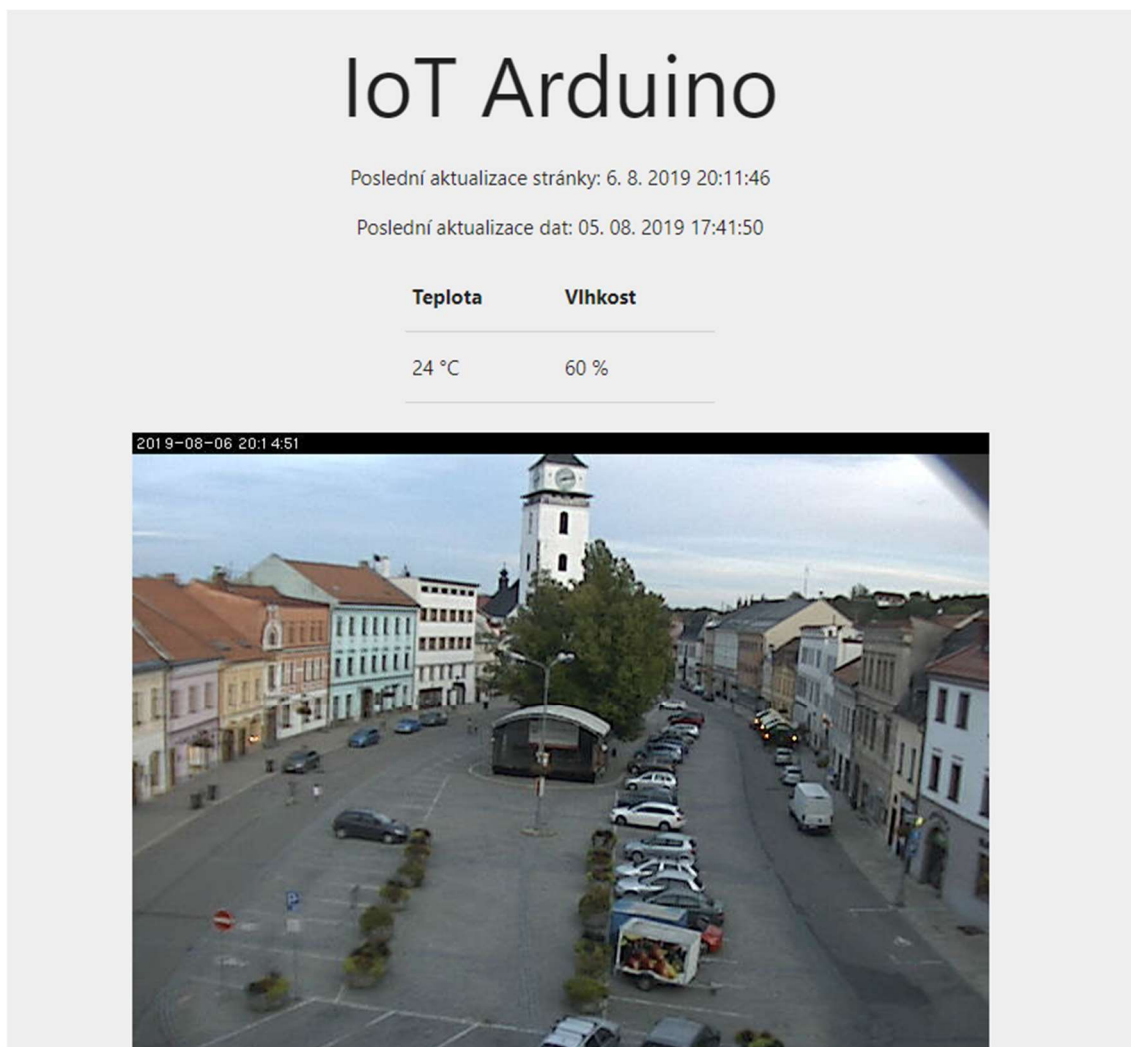 IoT Arduino
Poslední aktualizace stránky: 6. 8. 2019 20:11:46
Poslední aktualizace dat: 05. 08. 2019 17:41:50
Teplota Vlhkost
24 °C 60 %
2019-08-06 20:14:51
P